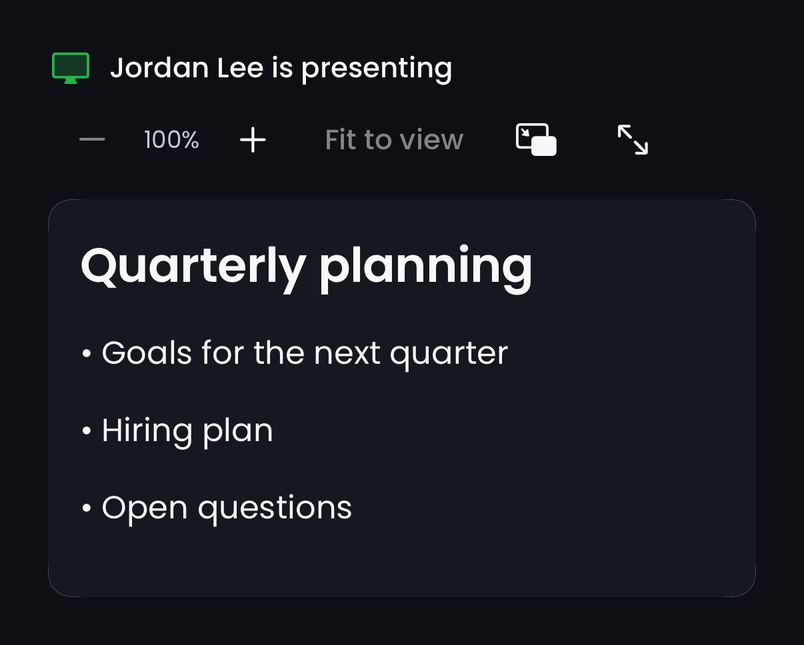 Jordan Lee is presenting
100% Fit to view
Quarterly planning
• Goals for the next quarter
• Hiring plan
• Open questions